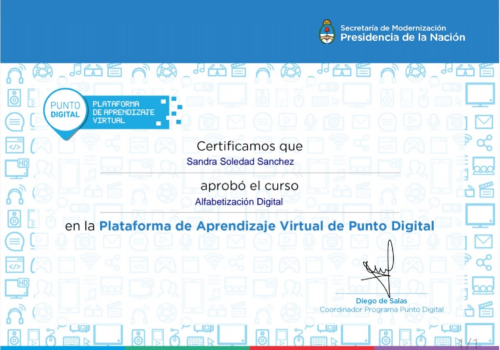 Secretaría de Modernización
Presidencia de la Nación
PUNTO
DIGITAL
PLATAFORMA
DE APRENDIZATE
VIRTUAL
Certificamos que
Sandra Soledad Sanchez
aprobó el curso
Alfabetización Digital
en la Plataforma de Aprendizaje Virtual de Punto Digital
Diego de Salas
Coordinador Programa Punto Digital